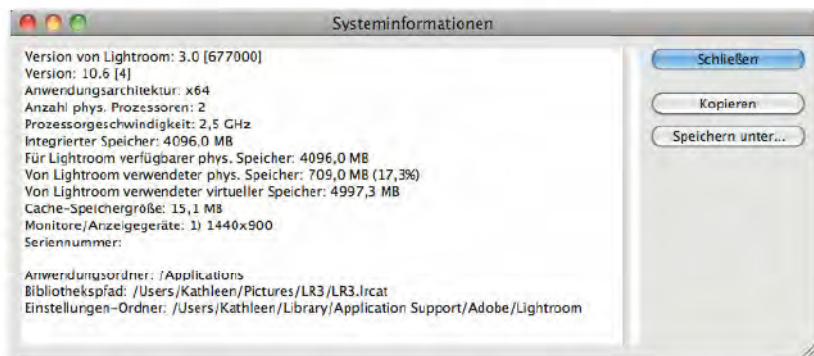 Systeminformationen
Version von Lightroom: 3.0 [677000]
Version: 10.6 [4]
Anwendungsarchitektur: x64
Anzahl phys. Prozessoren: 2
Prozessorgeschwindigkeit: 2,5 GHz
Integrierter Speicher: 4096,0 MB
Für Lightroom verfügbarer phys. Speicher: 4096,0 MB
Von Lightroom verwendeter phys. Speicher: 709,0 MB (17,3%)
Von Lightroom verwendeter virtueller Speicher: 4997,3 MB
Cache-Speichergröße: 15,1 MB
Monitore/Anzeigegeräte: 1) 1440x900
Seriennummer:
Anwendungsordner: /Applications
Bibliothekspfad: /Users/Kathleen/Pictures/LR3/LR3.lrcat
Einstellungen-Ordner: /Users/Kathleen/Library/Application Support/Adobe/Lightroom
Schließen
Kopieren
Speichern unter...